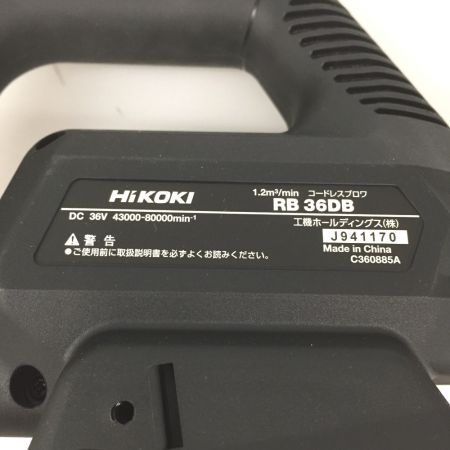 HiKOKI
1.2m³/min コードレスブロワ
RB 36DB
DC 36V 43000-80000min⁻¹
工機ホールディングス(株)
⚠警告
J941170
●ご使用前に取扱説明書を必ずよくお読みください。
Made in China
C360885A